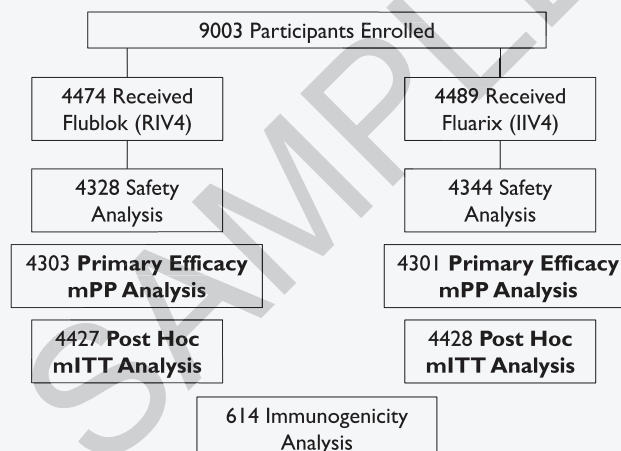 9003 Participants Enrolled
4474 Received
Flublok (RIV4)
4489 Received
Fluarix (IIV4)
4328 Safety
Analysis
4344 Safety
Analysis
4303 Primary Efficacy
mPP Analysis
4301 Primary Efficacy
mPP Analysis
4427 Post Hoc
mITT Analysis
4428 Post Hoc
mITT Analysis
614 Immunogenicity
Analysis
SAMPLE